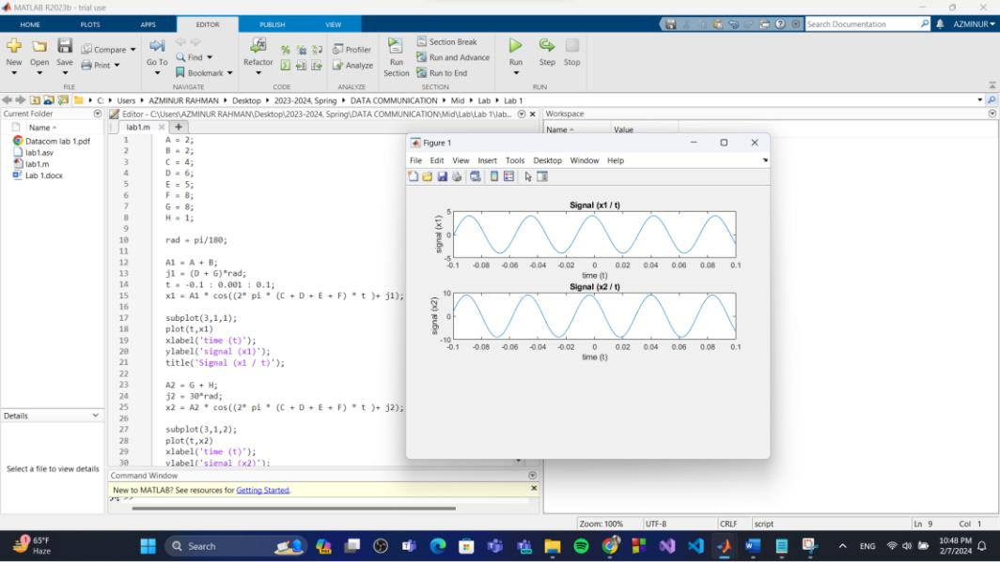 MATLAB R2023b - trial use
HOME PLOTS APPS EDITOR PUBLISH VIEW Search Documentation AZMINUR
New Open Save Compare Print Go To Find Bookmark Refactor Profiler Analyze Run Section Section Break Run and Advance Run to End Run Step Stop
FILE NAVIGATE CODE ANALYZE SECTION RUN
C: Users AZMINUR RAHMAN Desktop 2023-2024, Spring DATA COMMUNICATION Mid Lab Lab 1
Current Folder
Name
Datacom lab 1.pdf
lab1.asv
lab1.m
Lab 1.docx
Details
Select a file to view details
Editor - C:\Users\AZMINUR RAHMAN\Desktop\2023-2024, Spring\DATA COMMUNICATION\Mid\Lab\Lab 1\lab...
lab1.m +
1 A = 2;
2 B = 2;
3 C = 4;
4 D = 6;
5 E = 5;
6 F = 8;
7 G = 8;
8 H = 1;
9
10 rad = pi/180;
11
12 A1 = A + B;
13 j1 = (D + G)*rad;
14 t = -0.1 : 0.001 : 0.1;
15 x1 = A1 * cos((2* pi * (C + D + E + F) * t )+ j1);
16
17 subplot(3,1,1);
18 plot(t,x1)
19 xlabel('time (t)');
20 ylabel('signal (x1)');
21 title('Signal (x1 / t)');
22
23 A2 = G + H;
24 j2 = 30*rad;
25 x2 = A2 * cos((2* pi * (C + D + E + F) * t )+ j2);
26
27 subplot(3,1,2);
28 plot(t,x2)
29 xlabel('time (t)');
30 ylabel('signal (x2)');
Command Window
New to MATLAB? See resources for Getting Started.
Workspace
Name Value
Figure 1
File Edit View Insert Tools Desktop Window Help
Signal (x1 / t)
signal (x1)
5
0
-5
-0.1 -0.08 -0.06 -0.04 -0.02 0 0.02 0.04 0.06 0.08 0.1
time (t)
Signal (x2 / t)
signal (x2)
10
0
-10
-0.1 -0.08 -0.06 -0.04 -0.02 0 0.02 0.04 0.06 0.08 0.1
time (t)
Zoom: 100% UTF-8 CRLF script Ln 9 Col 1
65°F
Haze
Search
ENG
10:48 PM
2/7/2024